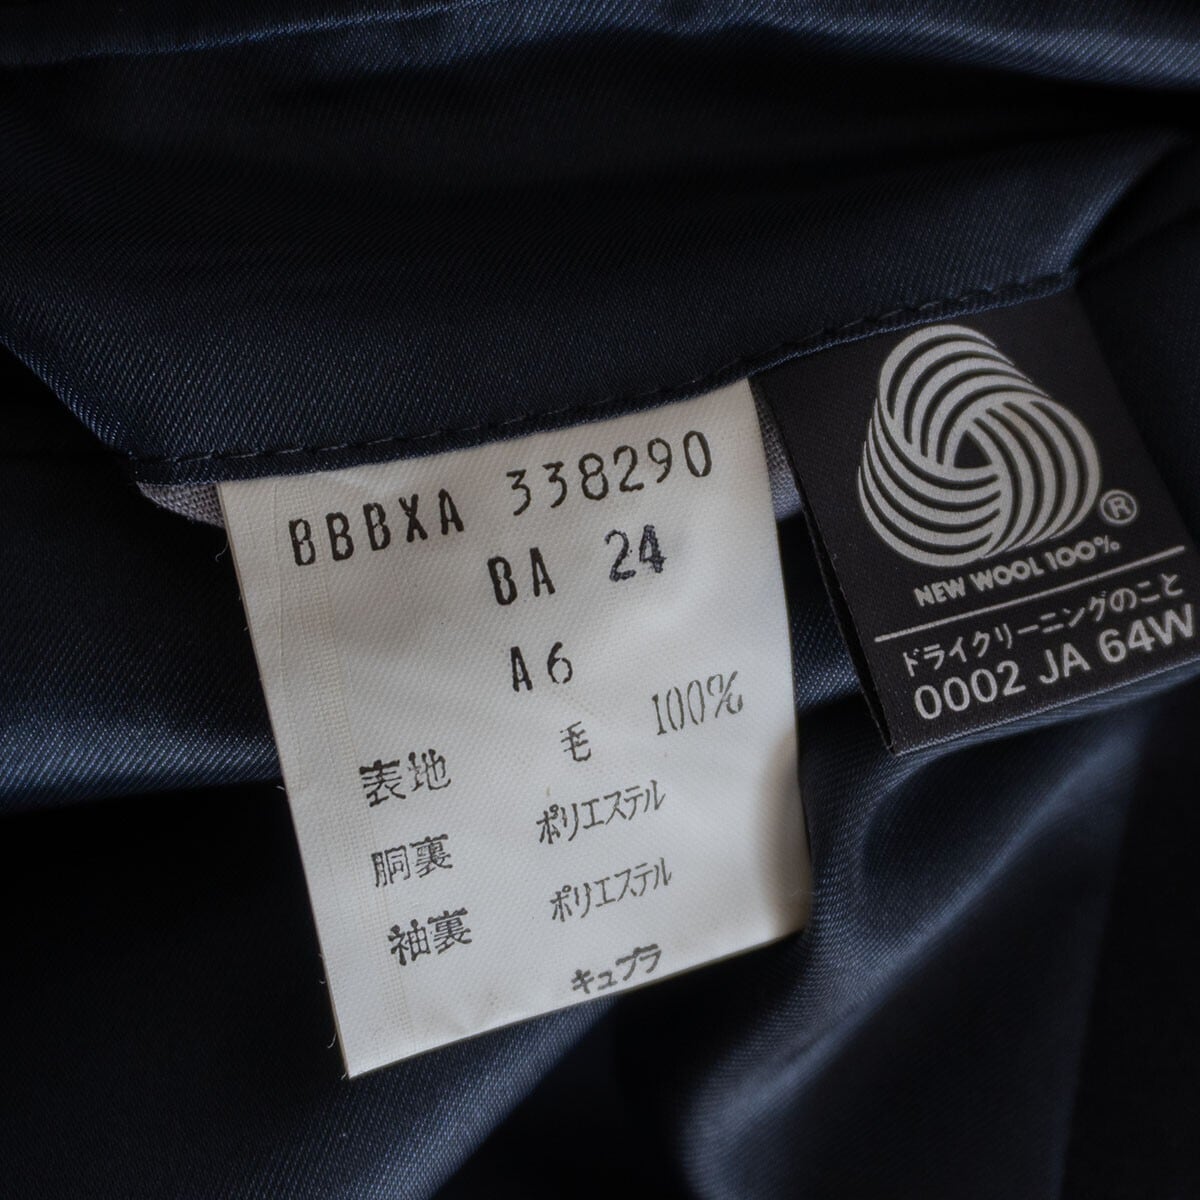 BBBXA 338290
BA 24
A6
表地 毛 100%
胴裏 ポリエステル
袖裏 ポリエステル
キュプラ
®
NEW WOOL 100%
ドライクリーニングのこと
0002 JA 64W